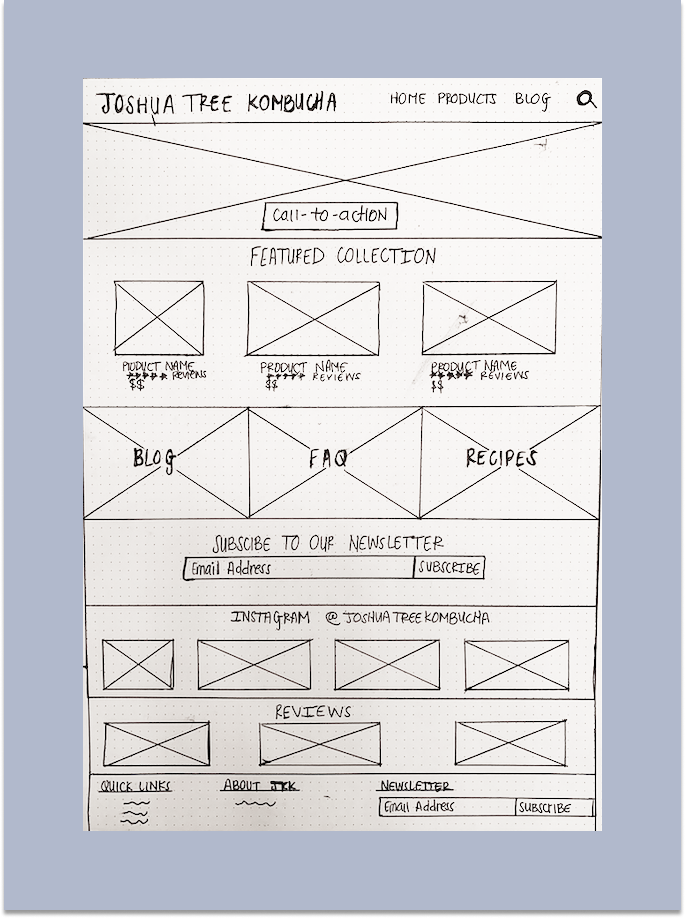 JOSHUA TREE KOMBUCHA HOME PRODUCTS BLOG
Call-to-action
FEATURED COLLECTION
PRODUCT NAME PRODUCT NAME PRODUCT NAME
★★★★★ REVIEWS ★★★★★ REVIEWS ★★★★★ REVIEWS
$$ $$ $$
BLOG FAQ RECIPES
SUBSCIBE TO OUR NEWSLETTER
Email Address SUBSCRIBE
INSTAGRAM @JOSHUATREEKOMBUCHA
REVIEWS
QUICK LINKS ABOUT JTK NEWSLETTER
Email Address SUBSCRIBE